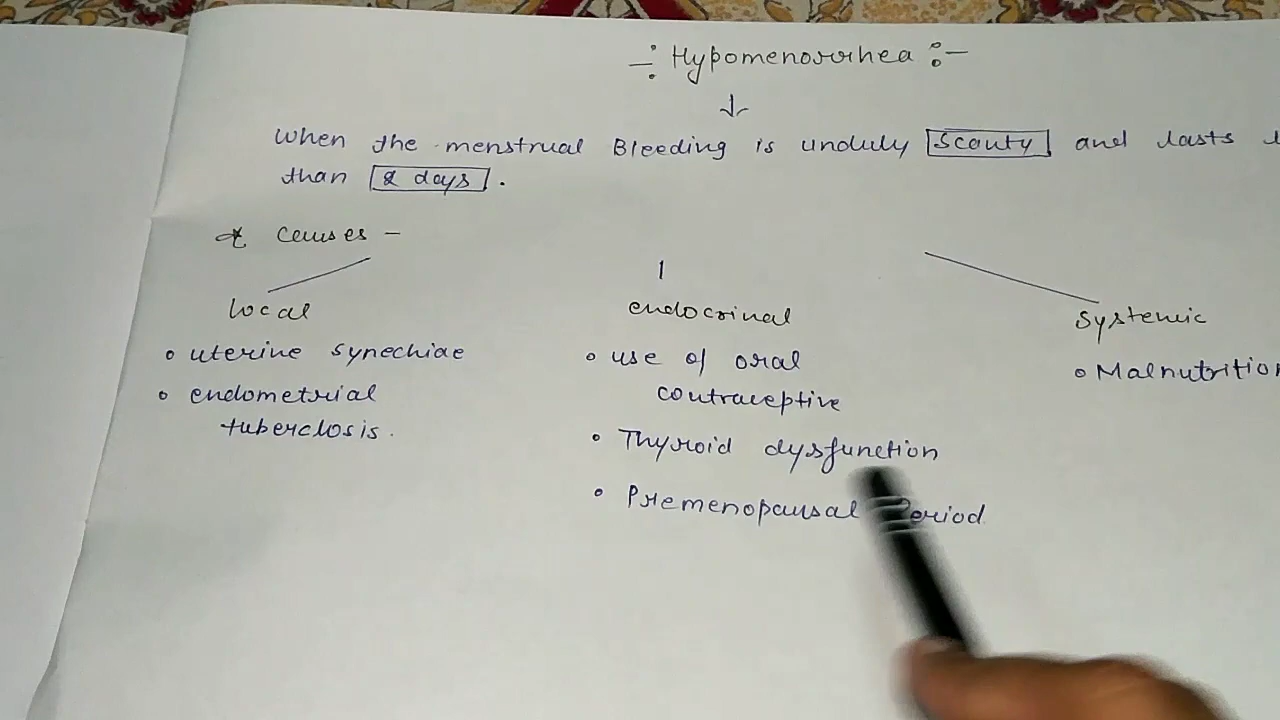 ÷ Hypomenorrhea :-
↓
When the menstrual Bleeding is unduly scanty and lasts
than 2 days.
* Causes -
local
• uterine synechiae
• endometrial
tuberclosis.
endocrinal
• use of oral
contraceptive
• Thyroid dysfunction
• Premenopausal Period
Systemic
• Malnutrition